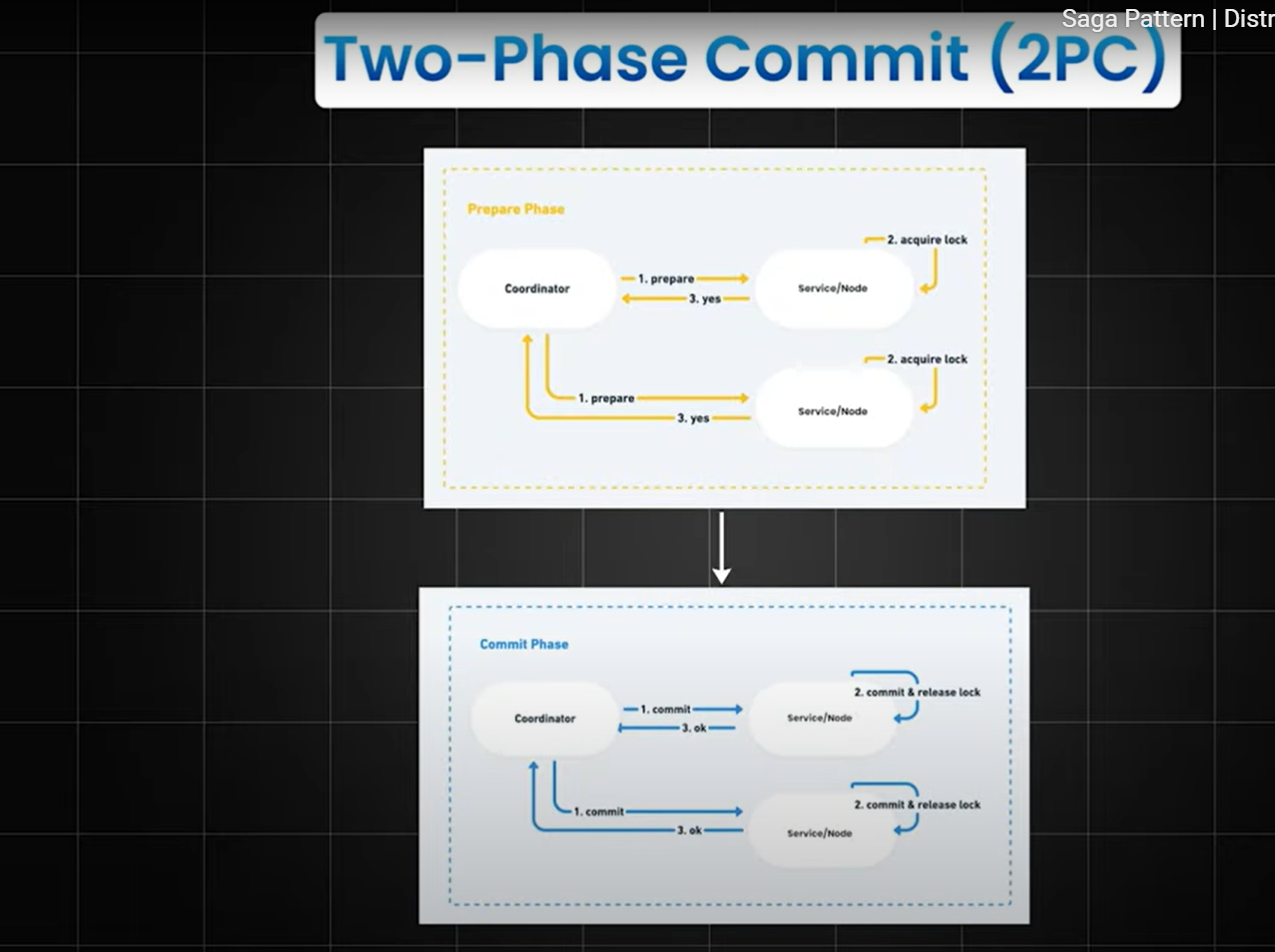 Saga Pattern | Distr
Two-Phase Commit (2PC)
Prepare Phase
2. acquire lock
Coordinator
1. prepare
3. yes
Service/Node
2. acquire lock
1. prepare
3. yes
Service/Node
Commit Phase
2. commit & release lock
Coordinator
1. commit
3. ok
Service/Node
2. commit & release lock
1. commit
3. ok
Service/Node